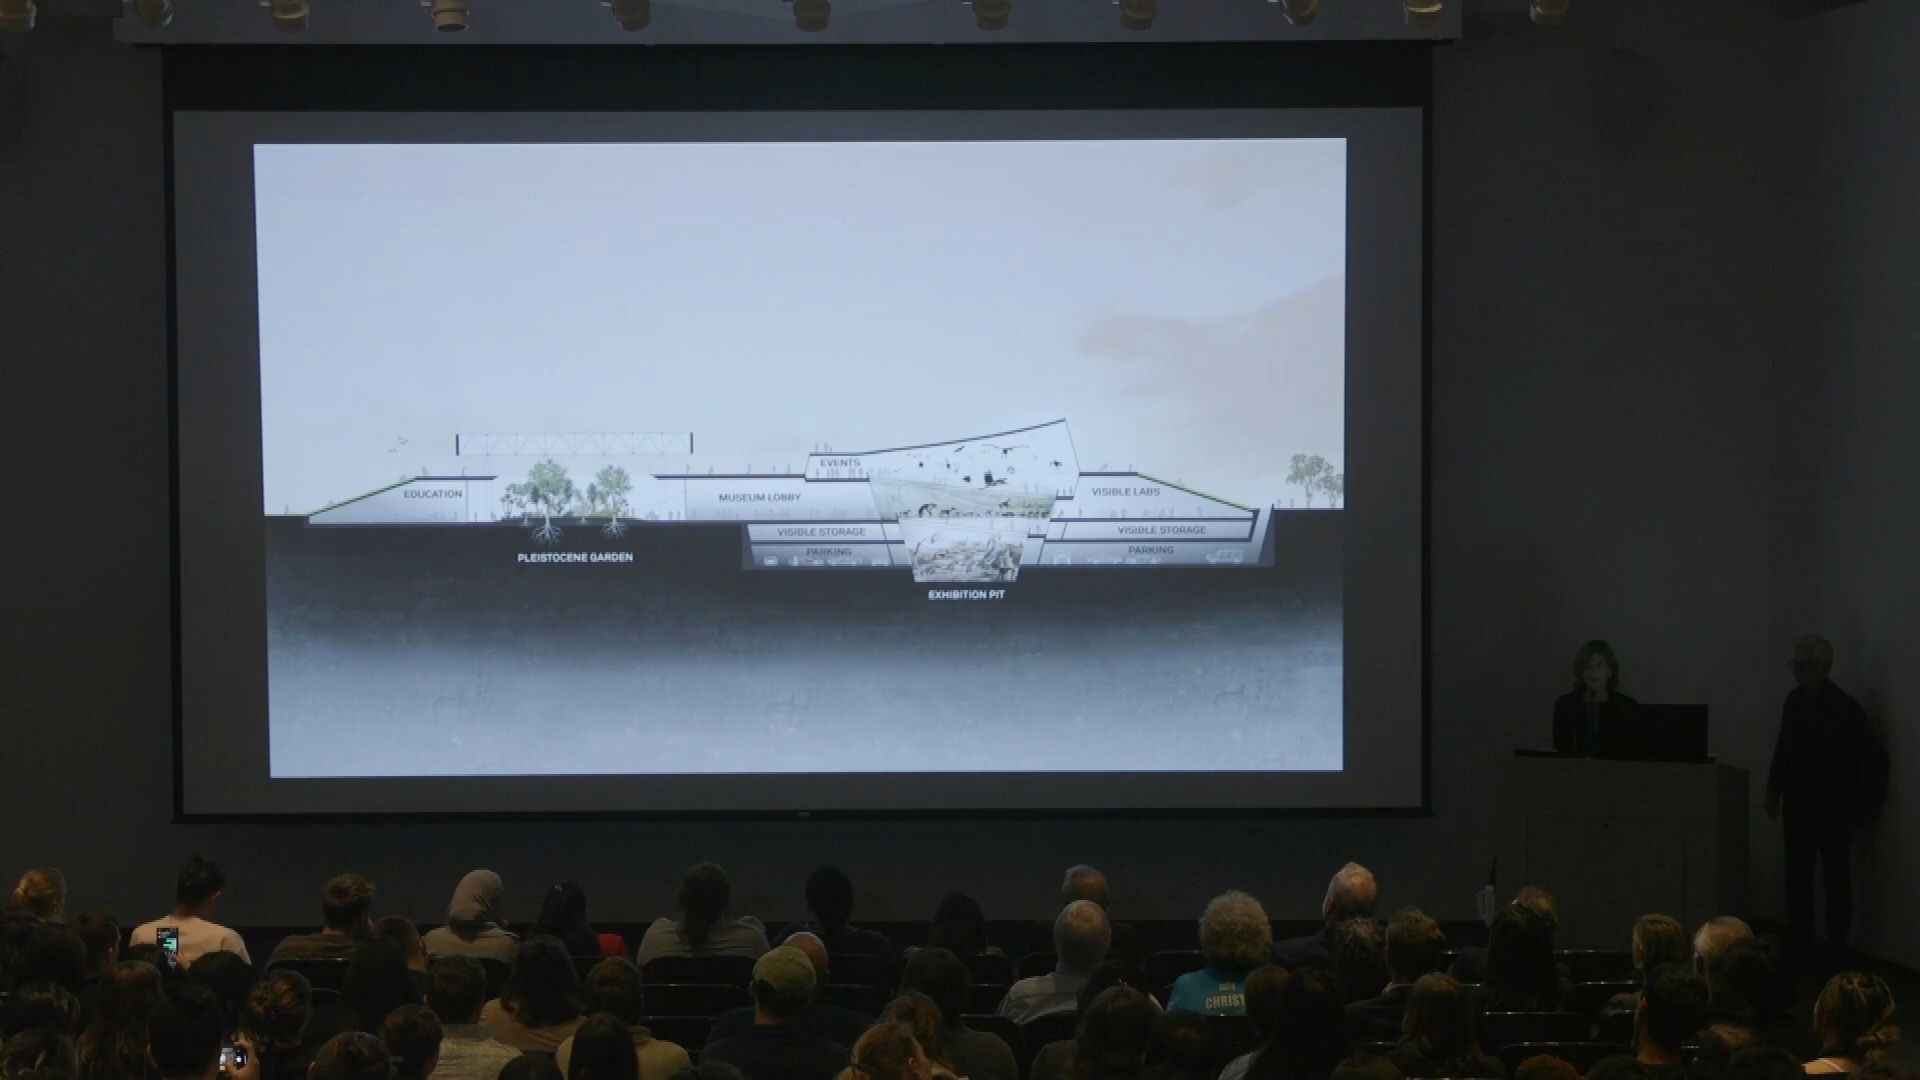 EVENTS
EDUCATION
MUSEUM LOBBY
VISIBLE LABS
VISIBLE STORAGE
VISIBLE STORAGE
PARKING
PARKING
PLEISTOCENE GARDEN
EXHIBITION PIT
CHRIST